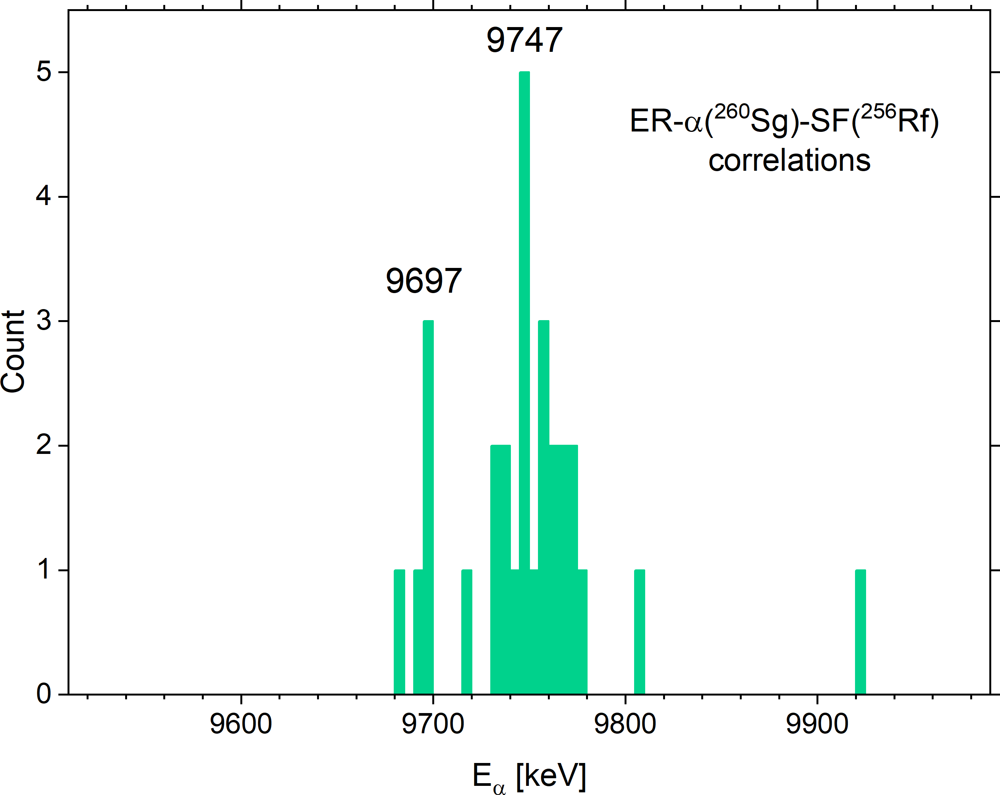 9747
5
ER-α(²⁶⁰Sg)-SF(²⁵⁶Rf)
correlations
4
9697
3
Count
2
1
0
9600 9700 9800 9900
Eα [keV]